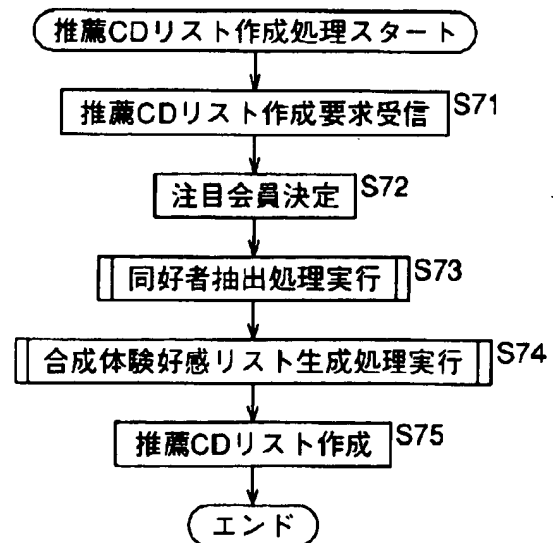 推薦CDリスト作成処理スタート
推薦CDリスト作成要求受信 S71
注目会員決定 S72
同好者抽出処理実行 S73
合成体験好感リスト生成処理実行 S74
推薦CDリスト作成 S75
エンド